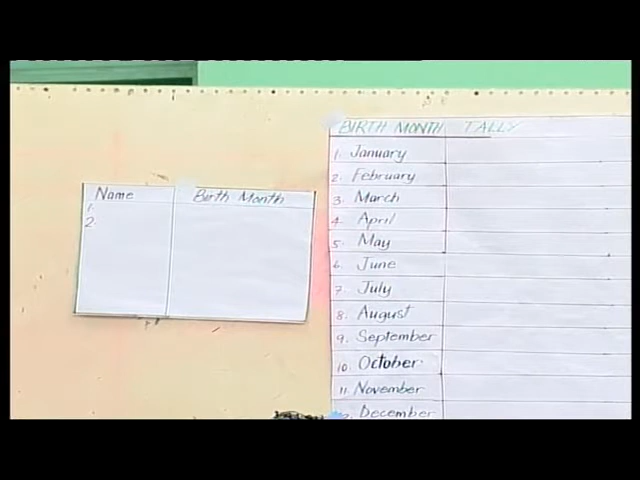 Name Birth Month
1.
2.
BIRTH MONTH TALLY
1. January
2. February
3. March
4. April
5. May
6. June
7. July
8. August
9. September
10. October
11. November
12. December